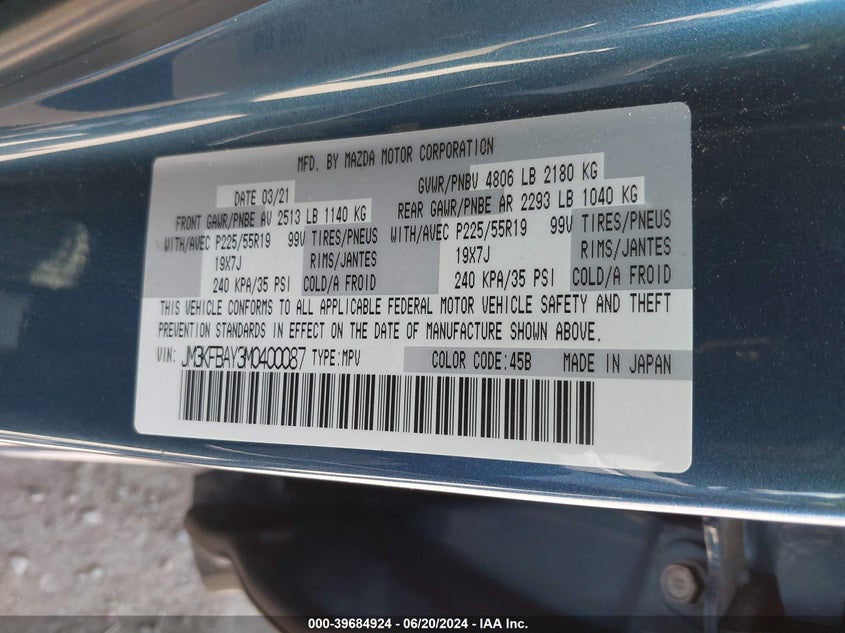 MFD. BY MAZDA MOTOR CORPORATION
DATE 03/21 GVWR/PNBV 4806 LB 2180 KG
FRONT GAWR/PNBE AV 2513 LB 1140 KG REAR GAWR/PNBE AR 2293 LB 1040 KG
WITH/AVEC P225/55R19 99V TIRES/PNEUS WITH/AVEC P225/55R19 99V TIRES/PNEUS
19X7J RIMS/JANTES 19X7J RIMS/JANTES
240 KPA/35 PSI COLD/A FROID 240 KPA/35 PSI COLD/A FROID
THIS VEHICLE CONFORMS TO ALL APPLICABLE FEDERAL MOTOR VEHICLE SAFETY AND THEFT
PREVENTION STANDARDS IN EFFECT ON THE DATE OF MANUFACTURE SHOWN ABOVE.
VIN: JM3KFBAY3M0400087 TYPE:MPV COLOR CODE:45B MADE IN JAPAN
000-39684924 - 06/20/2024 - IAA Inc.